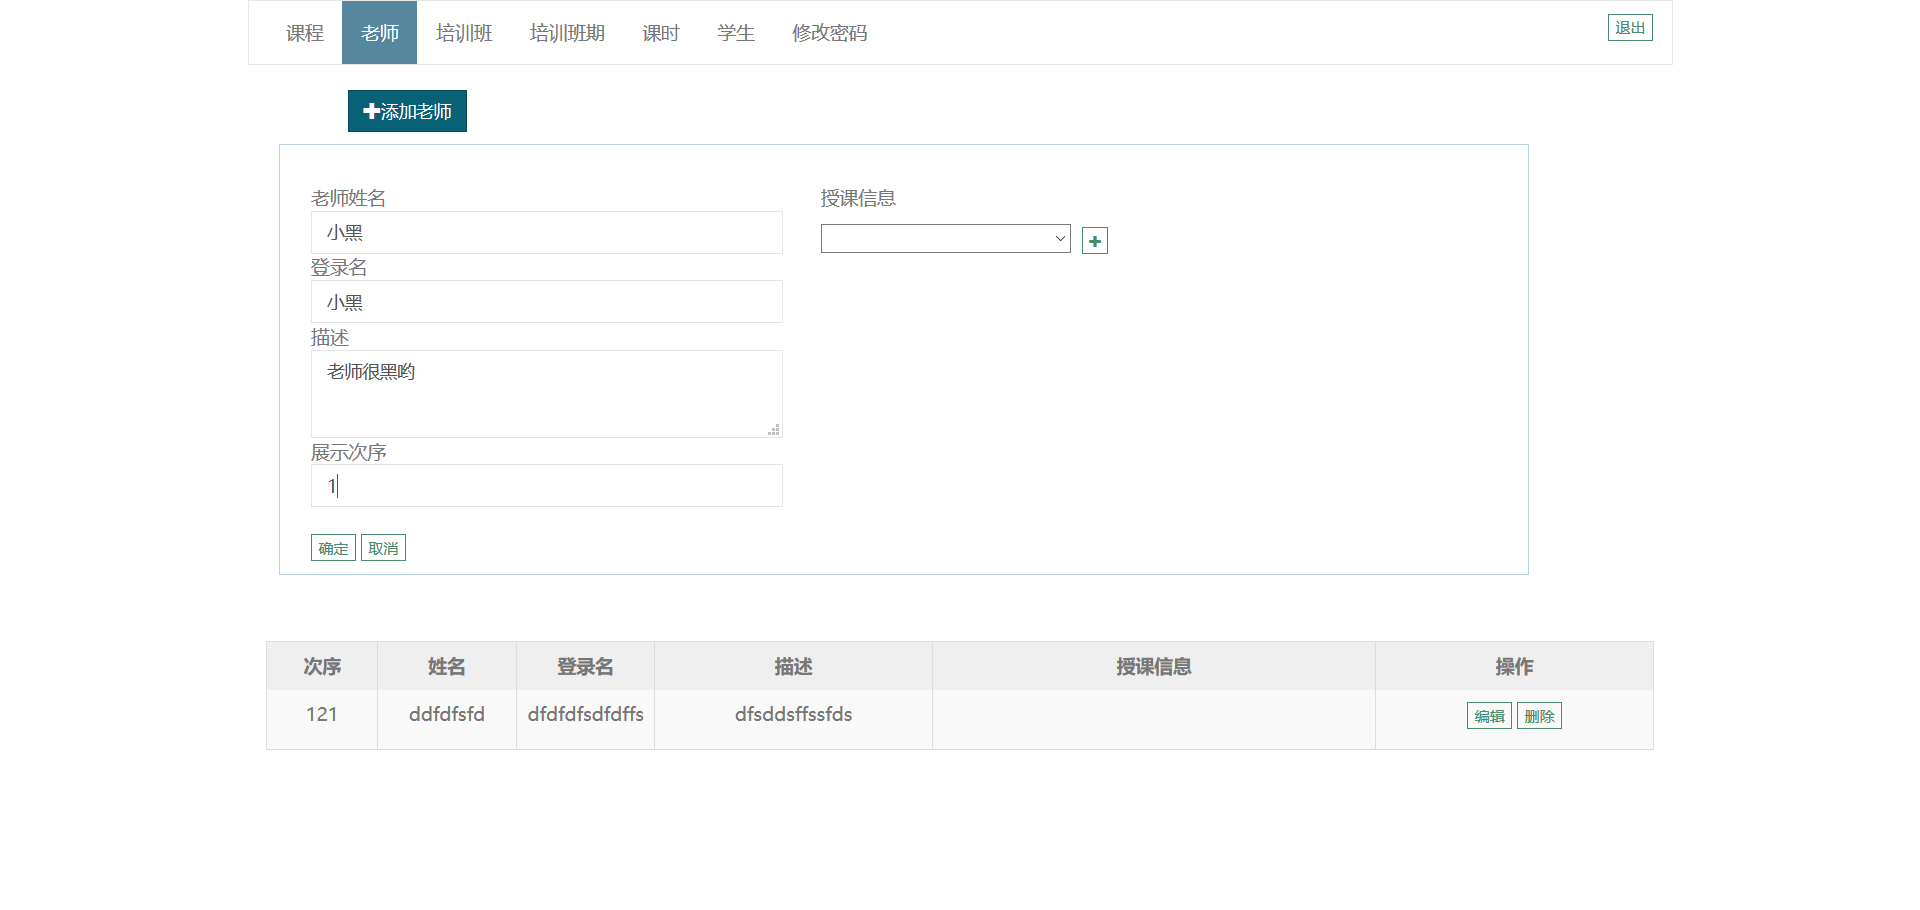 课程 老师 培训班 培训班期 课时 学生 修改密码 退出
添加老师
老师姓名 授课信息
小黑
登录名
小黑
描述
老师很黑哟
展示次序
1
确定 取消
次序 姓名 登录名 描述 授课信息 操作
121 ddfdfsfd dfdfdfsdfdffs dfsddsffssfds 编辑 删除